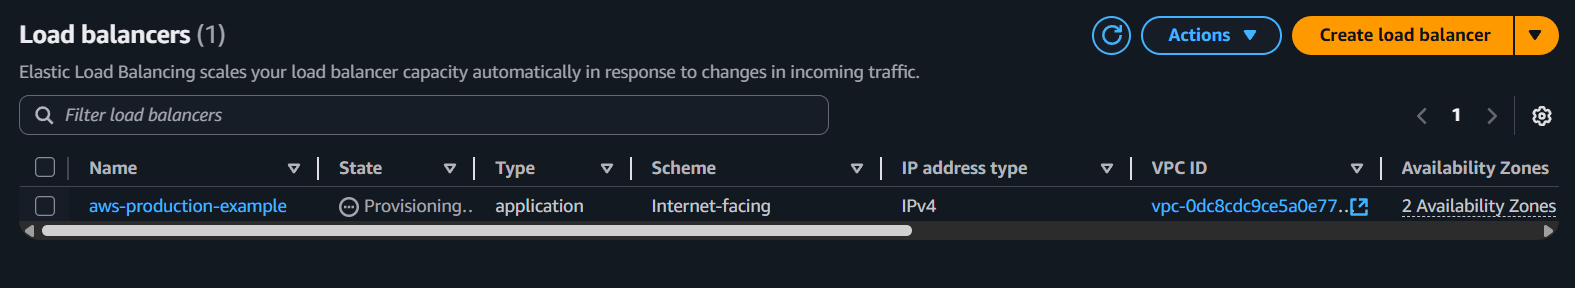 Load balancers (1)
Actions
Create load balancer
Elastic Load Balancing scales your load balancer capacity automatically in response to changes in incoming traffic.
Filter load balancers
1
Name State Type Scheme IP address type VPC ID Availability Zones
aws-production-example Provisioning.. application Internet-facing IPv4 vpc-0dc8cdc9ce5a0e77.. 2 Availability Zones